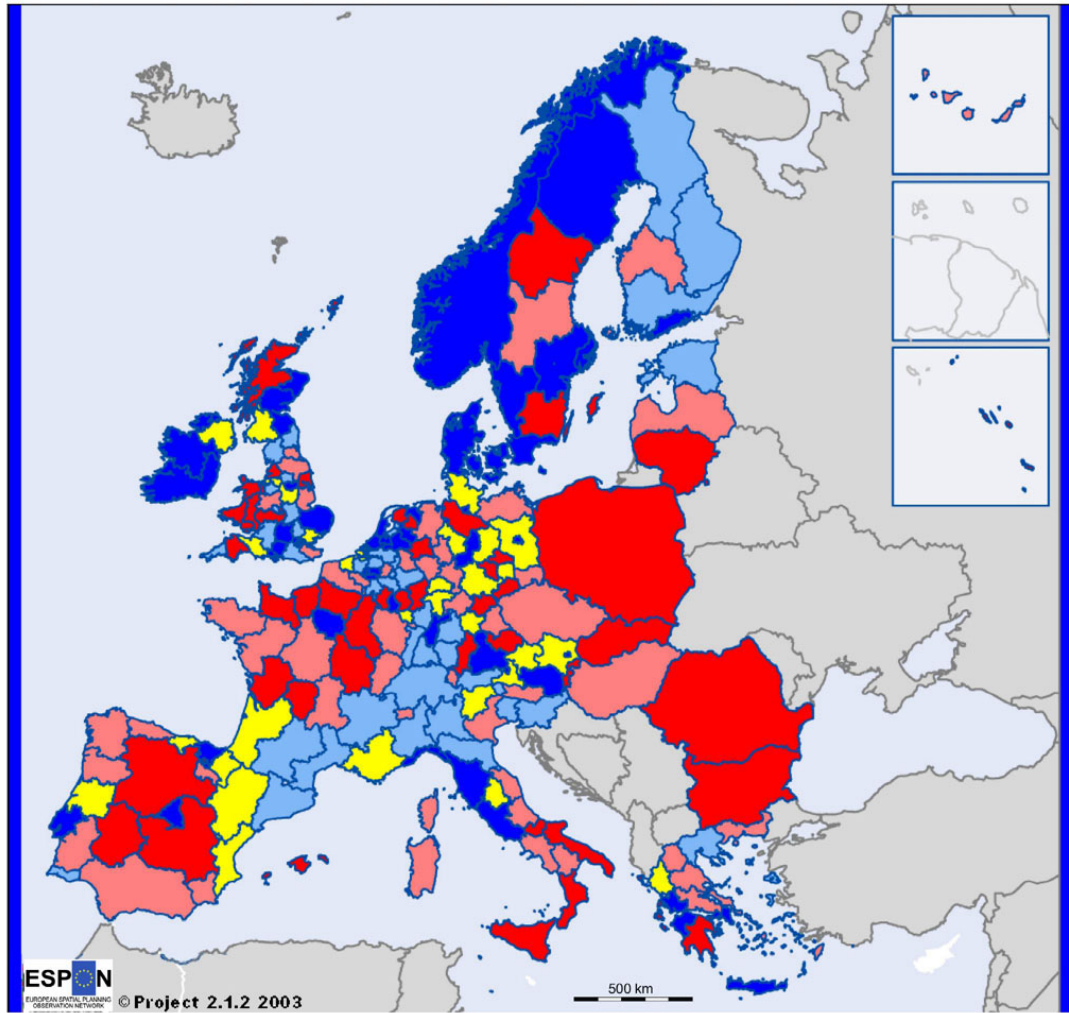 500 km
ESPON
EUROPEAN SPATIAL PLANNING
OBSERVATION NETWORK
©Project 2.1.2 2003